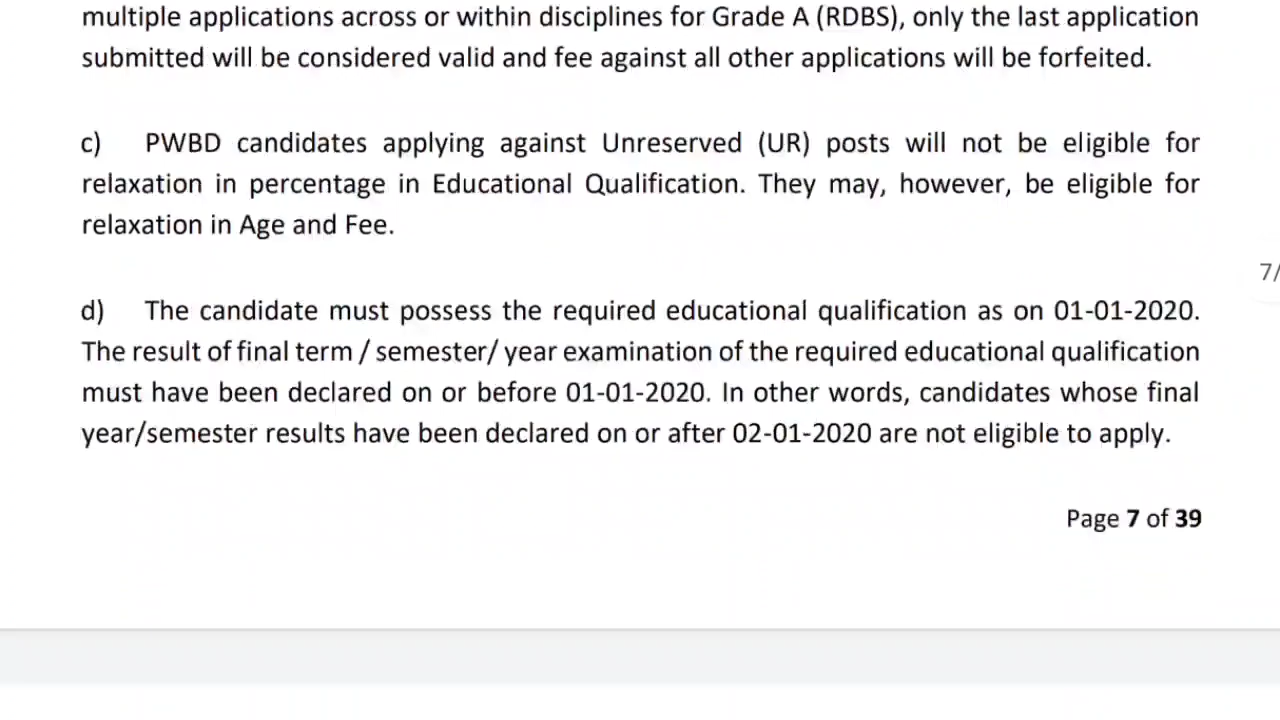 multiple applications across or within disciplines for Grade A (RDBS), only the last application
submitted will be considered valid and fee against all other applications will be forfeited.
c) PWBD candidates applying against Unreserved (UR) posts will not be eligible for
relaxation in percentage in Educational Qualification. They may, however, be eligible for
relaxation in Age and Fee.
7/
d) The candidate must possess the required educational qualification as on 01-01-2020.
The result of final term / semester/ year examination of the required educational qualification
must have been declared on or before 01-01-2020. In other words, candidates whose final
year/semester results have been declared on or after 02-01-2020 are not eligible to apply.
Page 7 of 39